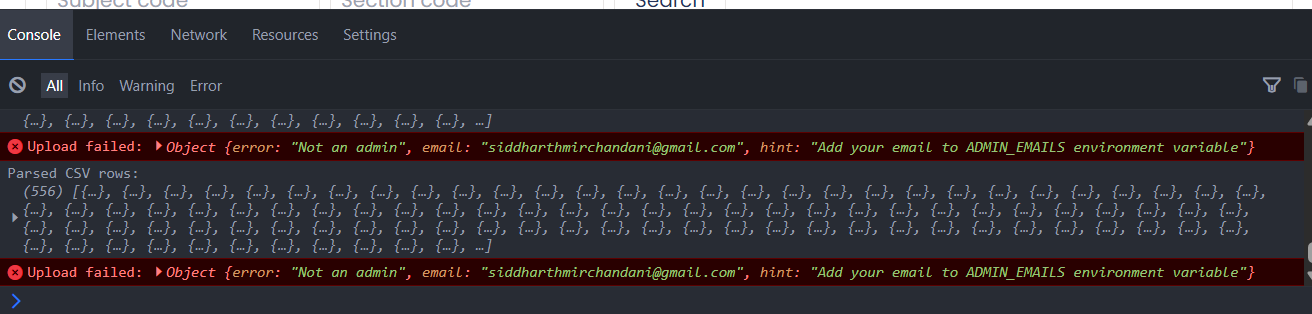 Subject code Section code Search
Console Elements Network Resources Settings
All Info Warning Error
{…}, {…}, {…}, {…}, {…}, {…}, {…}, {…}, {…}, {…}, {…}, …]
Upload failed: Object {error: "Not an admin", email: "siddharthmirchandani@gmail.com", hint: "Add your email to ADMIN_EMAILS environment variable"}
Parsed CSV rows:
(556) [{…}, {…}, {…}, {…}, {…}, {…}, {…}, {…}, {…}, {…}, {…}, {…}, {…}, {…}, {…}, {…}, {…}, {…}, {…}, {…}, {…}, {…}, {…}, {…}, {…}, {…}, {…}, {…}, {…},
{…}, {…}, {…}, {…}, {…}, {…}, {…}, {…}, {…}, {…}, {…}, {…}, {…}, {…}, {…}, {…}, {…}, {…}, {…}, {…}, {…}, {…}, {…}, {…}, {…}, {…}, {…}, {…}, {…}, {…},
{…}, {…}, {…}, {…}, {…}, {…}, {…}, {…}, {…}, {…}, {…}, {…}, {…}, {…}, {…}, {…}, {…}, {…}, {…}, {…}, {…}, {…}, {…}, {…}, {…}, {…}, {…}, {…}, {…}, {…},
{…}, {…}, {…}, {…}, {…}, {…}, {…}, {…}, {…}, {…}, {…}, …]
Upload failed: Object {error: "Not an admin", email: "siddharthmirchandani@gmail.com", hint: "Add your email to ADMIN_EMAILS environment variable"}